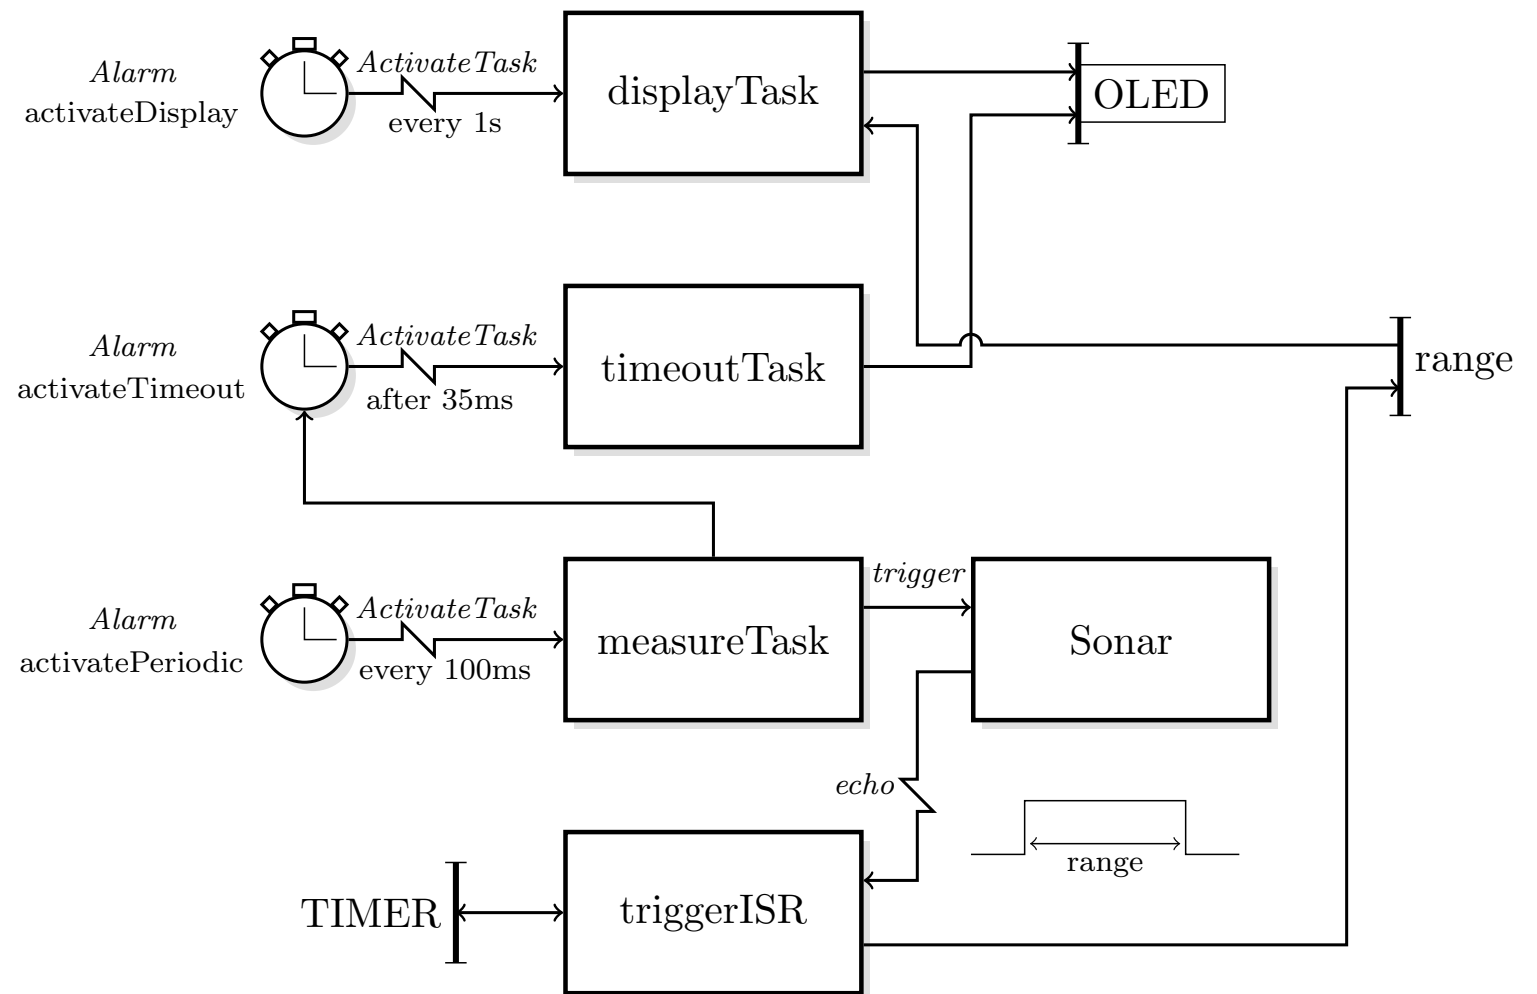 Alarm
activateDisplay
ActivateTask
every 1s
displayTask
OLED
Alarm
activateTimeout
ActivateTask
after 35ms
timeoutTask
range
Alarm
activatePeriodic
ActivateTask
every 100ms
measureTask
trigger
Sonar
echo
range
TIMER
triggerISR